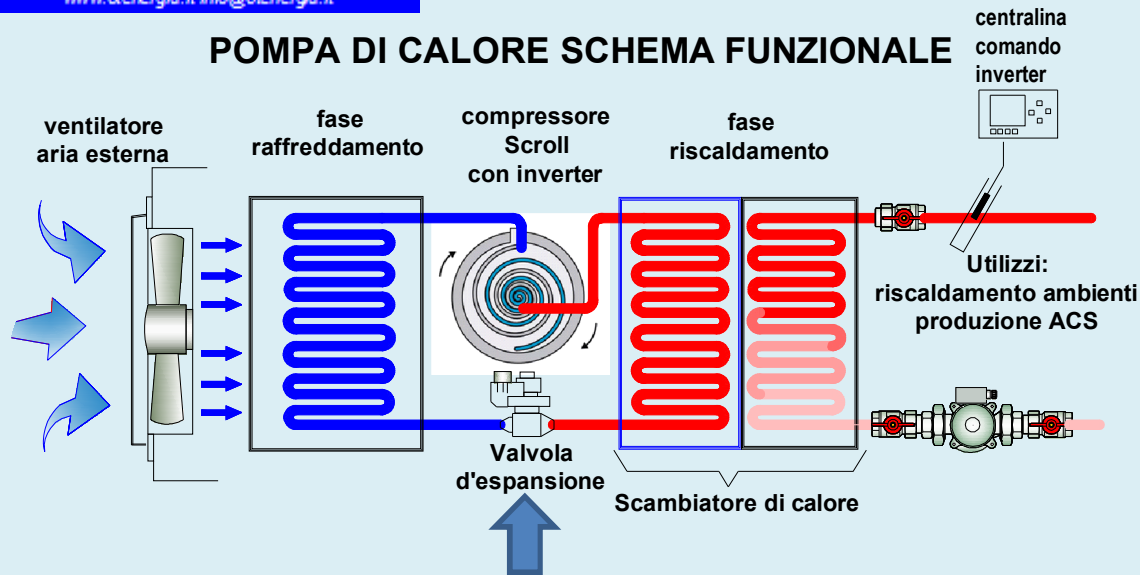 POMPA DI CALORE SCHEMA FUNZIONALE
centralina
comando
inverter
ventilatore
aria esterna
fase
raffreddamento
compressore
Scroll
con inverter
fase
riscaldamento
Utilizzi:
riscaldamento ambienti
produzione ACS
Valvola
d'espansione
Scambiatore di calore